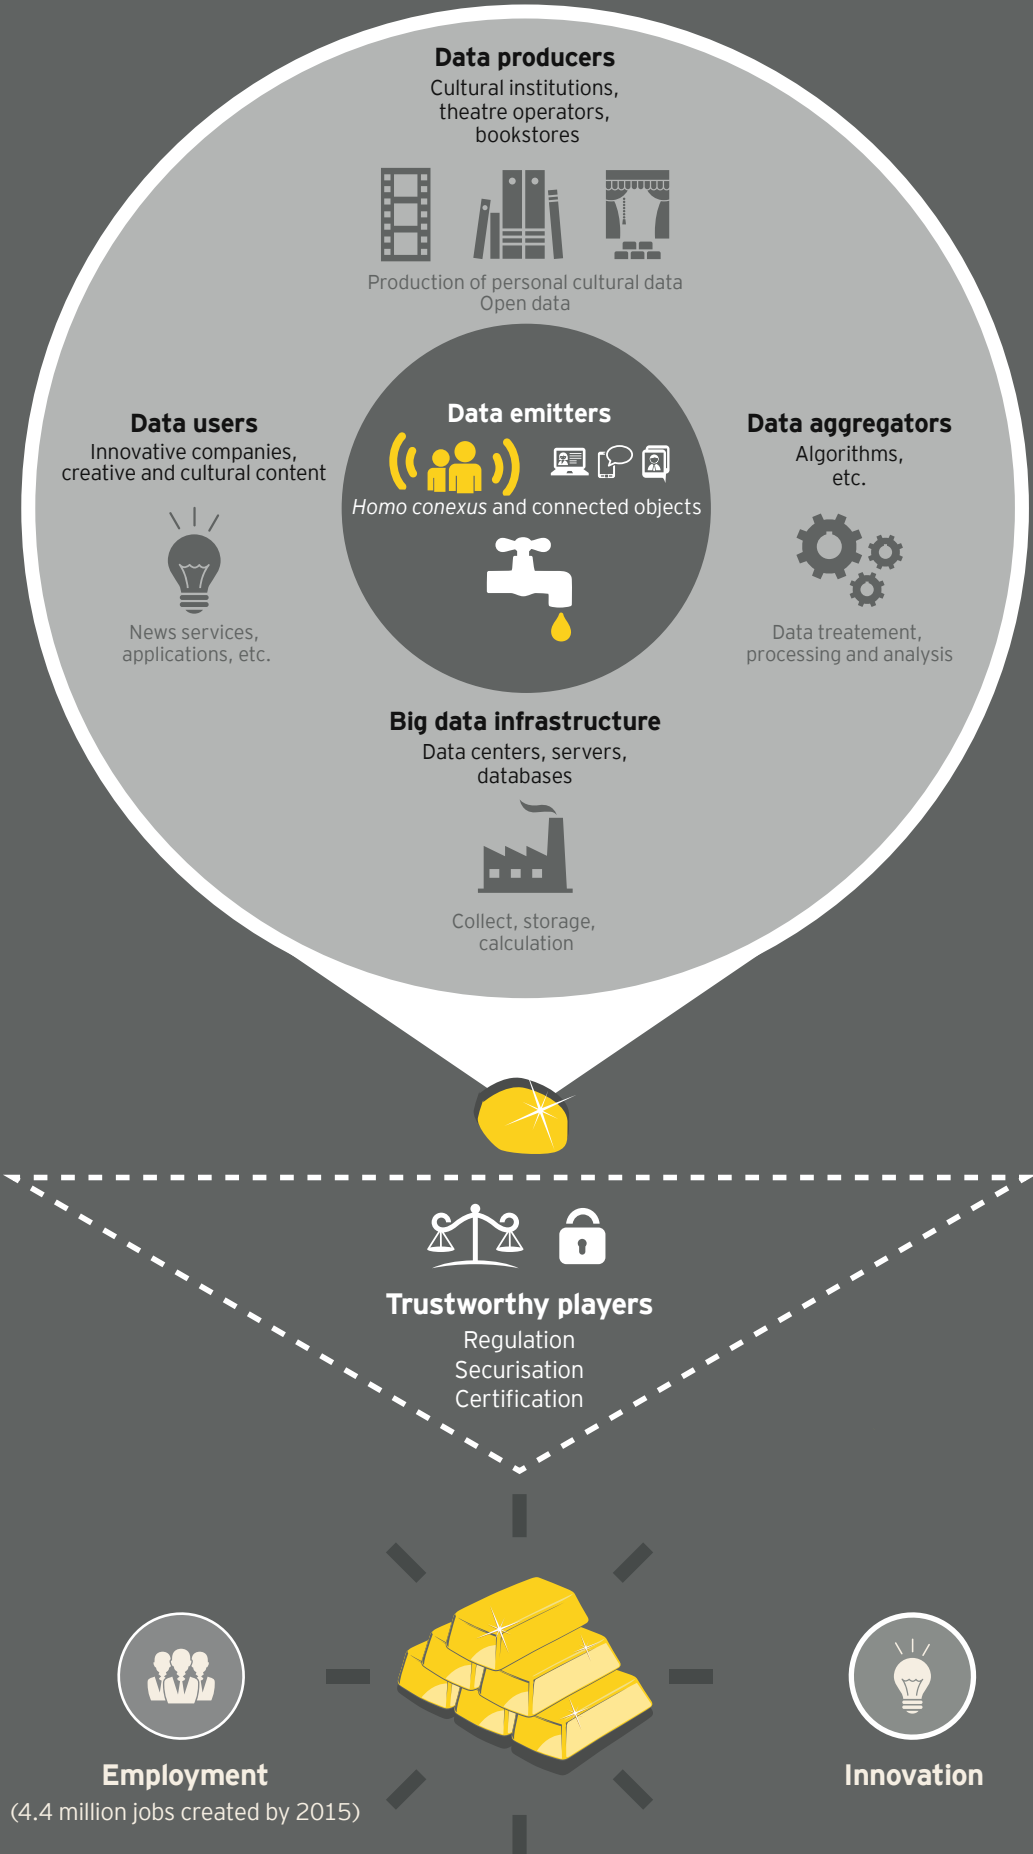 Data producers
Cultural institutions,
theatre operators,
bookstores
Production of personal cultural data
Open data
Data emitters
Homo conexus and connected objects
Data users
Innovative companies,
creative and cultural content
News services,
applications, etc.
Data aggregators
Algorithms,
etc.
Data treatement,
processing and analysis
Big data infrastructure
Data centers, servers,
databases
Collect, storage,
calculation
Trustworthy players
Regulation
Securisation
Certification
Employment
(4.4 million jobs created by 2015)
Innovation